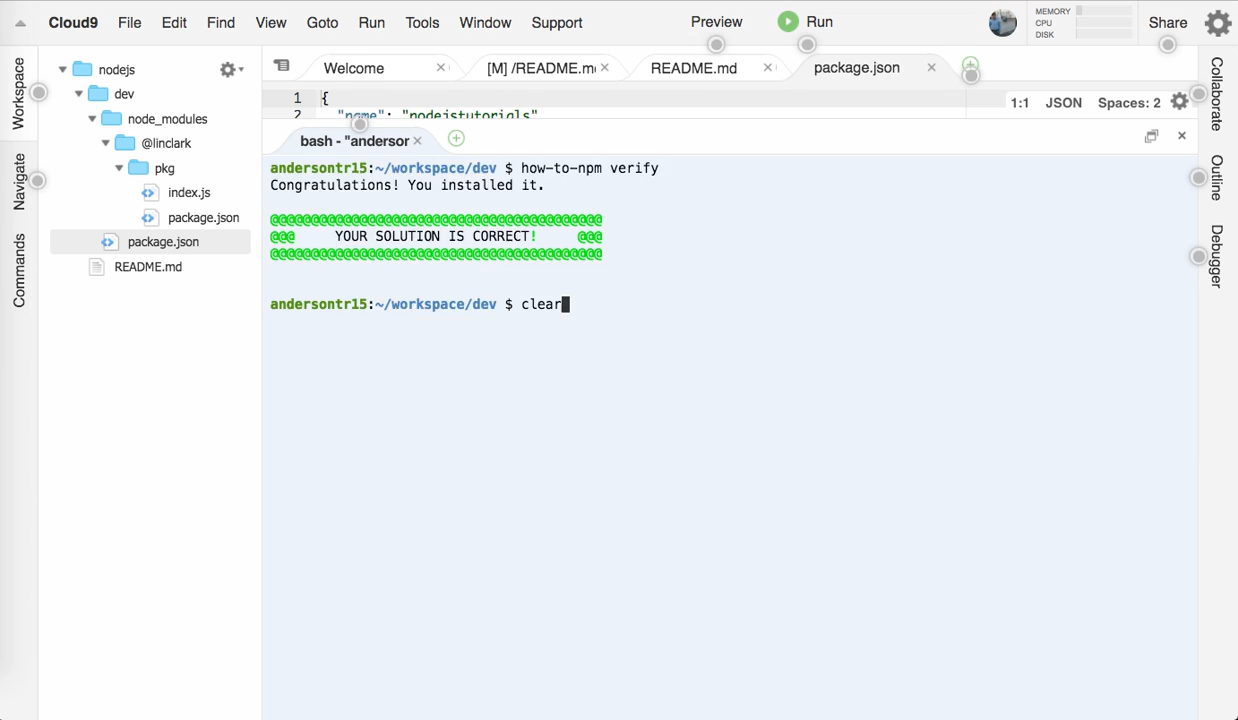 Cloud9 File Edit Find View Goto Run Tools Window Support Preview Run MEMORY CPU DISK Share
Workspace
Navigate
Commands
nodejs
dev
node_modules
@linclark
pkg
index.js
package.json
package.json
README.md
Welcome [M] /README.m README.md package.json
1 {
2 "name": "nodejstutorials"
1:1 JSON Spaces: 2
bash - "andersor
andersontr15:~/workspace/dev $ how-to-npm verify
Congratulations! You installed it.
@@@@@@@@@@@@@@@@@@@@@@@@@@@@@@@@@@@@@@@@@
@@@ YOUR SOLUTION IS CORRECT! @@@
@@@@@@@@@@@@@@@@@@@@@@@@@@@@@@@@@@@@@@@@@
andersontr15:~/workspace/dev $ clear
Collaborate
Outline
Debugger